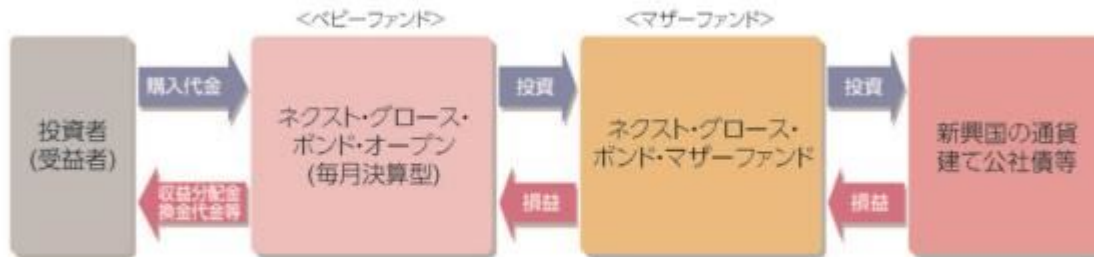 <ベビーファンド>
<マザーファンド>
投資者
(受益者)
購入代金
収益分配金
換金代金等
ネクスト・グロース・
ボンド・オープン
(毎月決算型)
投資
損益
ネクスト・グロース・
ボンド・マザーファンド
投資
損益
新興国の通貨
建て公社債等